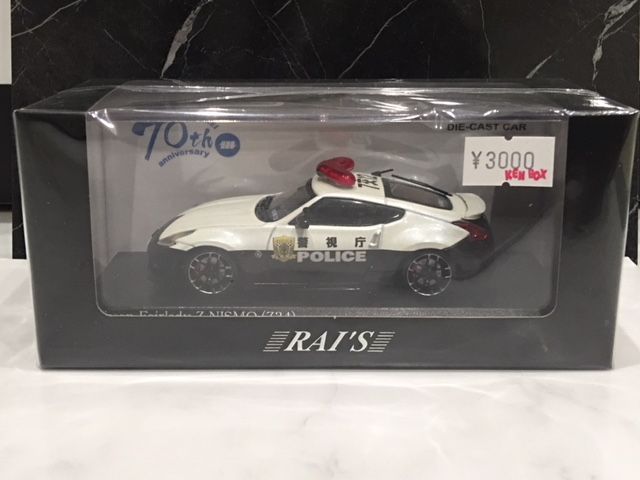 70th
anniversary
DIE-CAST CAR
¥3000
KEN BOX
警視庁
POLICE
Fairlady Z NISMO (Z34)
RAI'S